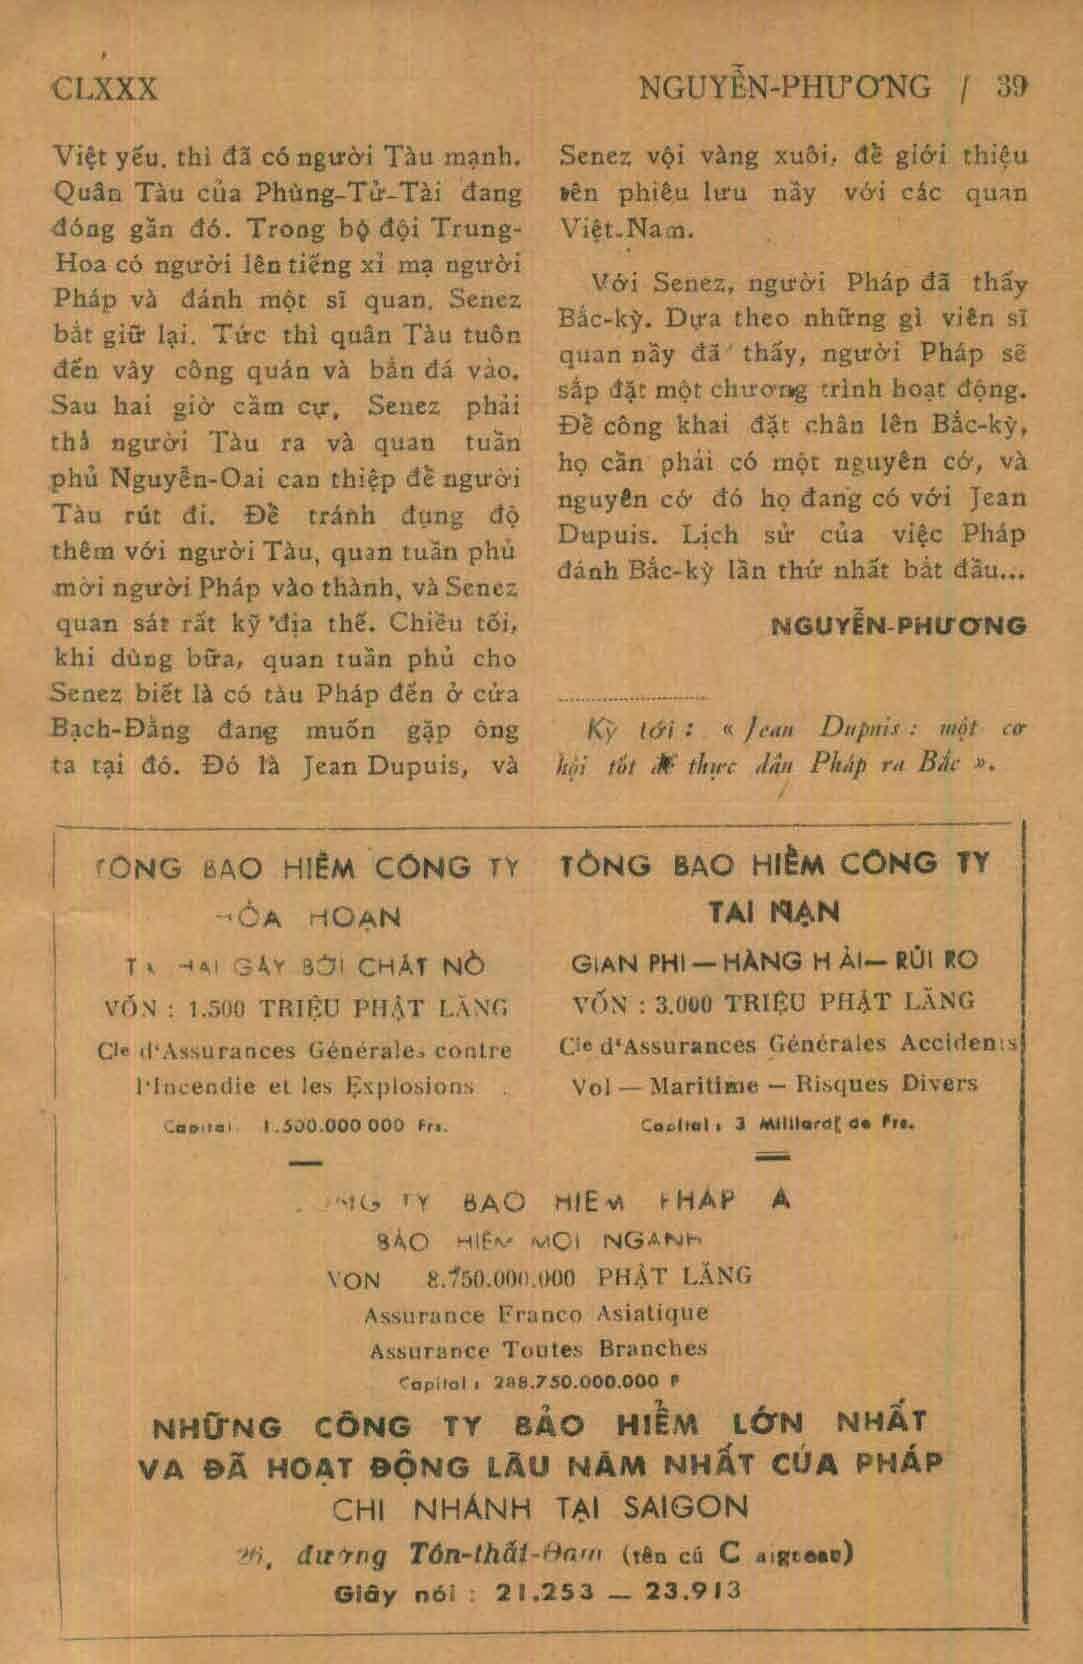 CLXXX
NGUYỄN-PHƯƠNG / 39
Việt yếu, thì đã có người Tàu mạnh.
Quân Tàu của Phùng-Tử-Tài đang
đóng gần đó. Trong bộ đội Trung-
Hoa có người lên tiếng xỉ mạ người
Pháp và đánh một sĩ quan. Senez
bắt giữ lại. Tức thì quân Tàu tuôn
đến vây công quán và bắn đá vào.
Sau hai giờ cầm cự, Senez phải
thả người Tàu ra và quan tuần
phủ Nguyễn-Oai can thiệp để người
Tàu rút đi. Để tránh đụng độ
thêm với người Tàu, quan tuần phủ
mời người Pháp vào thành, và Senez
quan sát rất kỹ địa thế. Chiều tối,
khi dùng bữa, quan tuần phủ cho
Senez biết là có tàu Pháp đến ở cửa
Bạch-Đằng đang muốn gặp ông
ta tại đó. Đó là Jean Dupuis, và
Senez vội vàng xuôi, để giới thiệu
tên phiêu lưu nầy với các quan
Việt-Nam.
Với Senez, người Pháp đã thấy
Bắc-kỳ. Dựa theo những gì viên sĩ
quan nầy đã thấy, người Pháp sẽ
sắp đặt một chương trình hoạt động.
Để công khai đặt chân lên Bắc-kỳ,
họ cần phải có một nguyên cớ, và
nguyên cớ đó họ đang có với Jean
Dupuis. Lịch sử của việc Pháp
đánh Bắc-kỳ lần thứ nhất bắt đầu...
NGUYỄN-PHƯƠNG
Kỳ tới : « Jean Dupuis : một cơ
hội tốt để thực dân Pháp ra Bắc ».
TỔNG BẢO HIỂM CÔNG TY
HỎA HOẠN
TAI HẠI GÂY BỞI CHẤT NỔ
VỐN : 1.500 TRIỆU PHẬT LĂNG
Cie d'Assurances Générales contre
l'Incendie et les Explosions
Capital 1.500.000 000 Frs.
TỔNG BẢO HIỂM CÔNG TY
TAI NẠN
GIAN PHI — HÀNG HẢI — RỦI RO
VỐN : 3.000 TRIỆU PHẬT LĂNG
Cie d'Assurances Générales Accidents
Vol — Maritime — Risques Divers
Capital : 3 Milliards de Frs.
CÔNG TY BẢO HIỂM PHÁP Á
BẢO HIỂM MỌI NGÀNH
VỐN 8.750.000.000 PHẬT LĂNG
Assurance Franco Asiatique
Assurance Toutes Branches
Capital : 288.750.000.000 F
NHỮNG CÔNG TY BẢO HIỂM LỚN NHẤT
VÀ ĐÃ HOẠT ĐỘNG LÂU NĂM NHẤT CỦA PHÁP
CHI NHÁNH TẠI SAIGON
26, đường Tôn-thất-Đạm (tên cũ C
Giây nói : 21.253 — 23.913